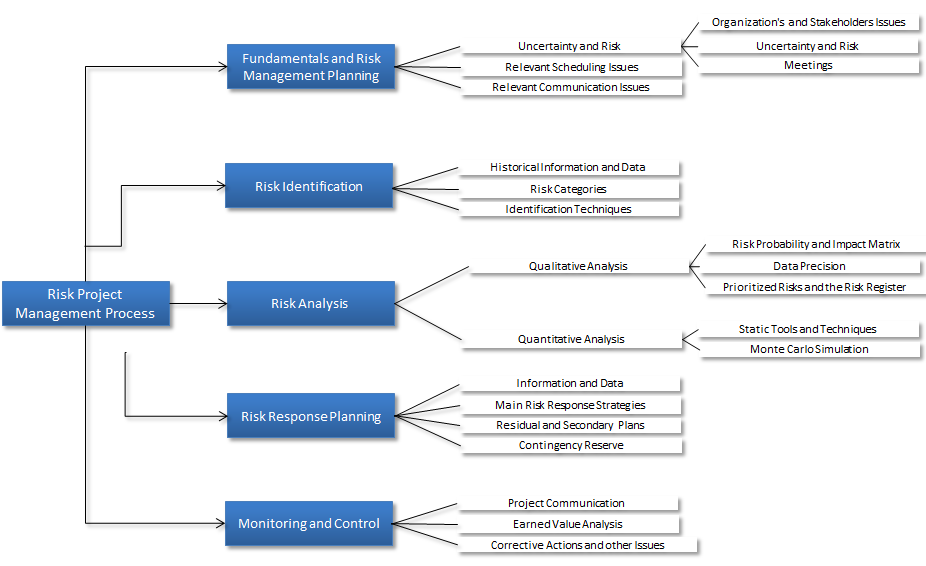 Risk Project
Management Process
Fundamentals and Risk
Management Planning
Uncertainty and Risk
Relevant Scheduling Issues
Relevant Communication Issues
Organization's and Stakeholders Issues
Uncertainty and Risk
Meetings
Risk Identification
Historical Information and Data
Risk Categories
Identification Techniques
Risk Analysis
Qualitative Analysis
Risk Probability and Impact Matrix
Data Precision
Prioritized Risks and the Risk Register
Quantitative Analysis
Static Tools and Techniques
Monte Carlo Simulation
Risk Response Planning
Information and Data
Main Risk Response Strategies
Residual and Secondary Plans
Contingency Reserve
Monitoring and Control
Project Communication
Earned Value Analysis
Corrective Actions and other Issues